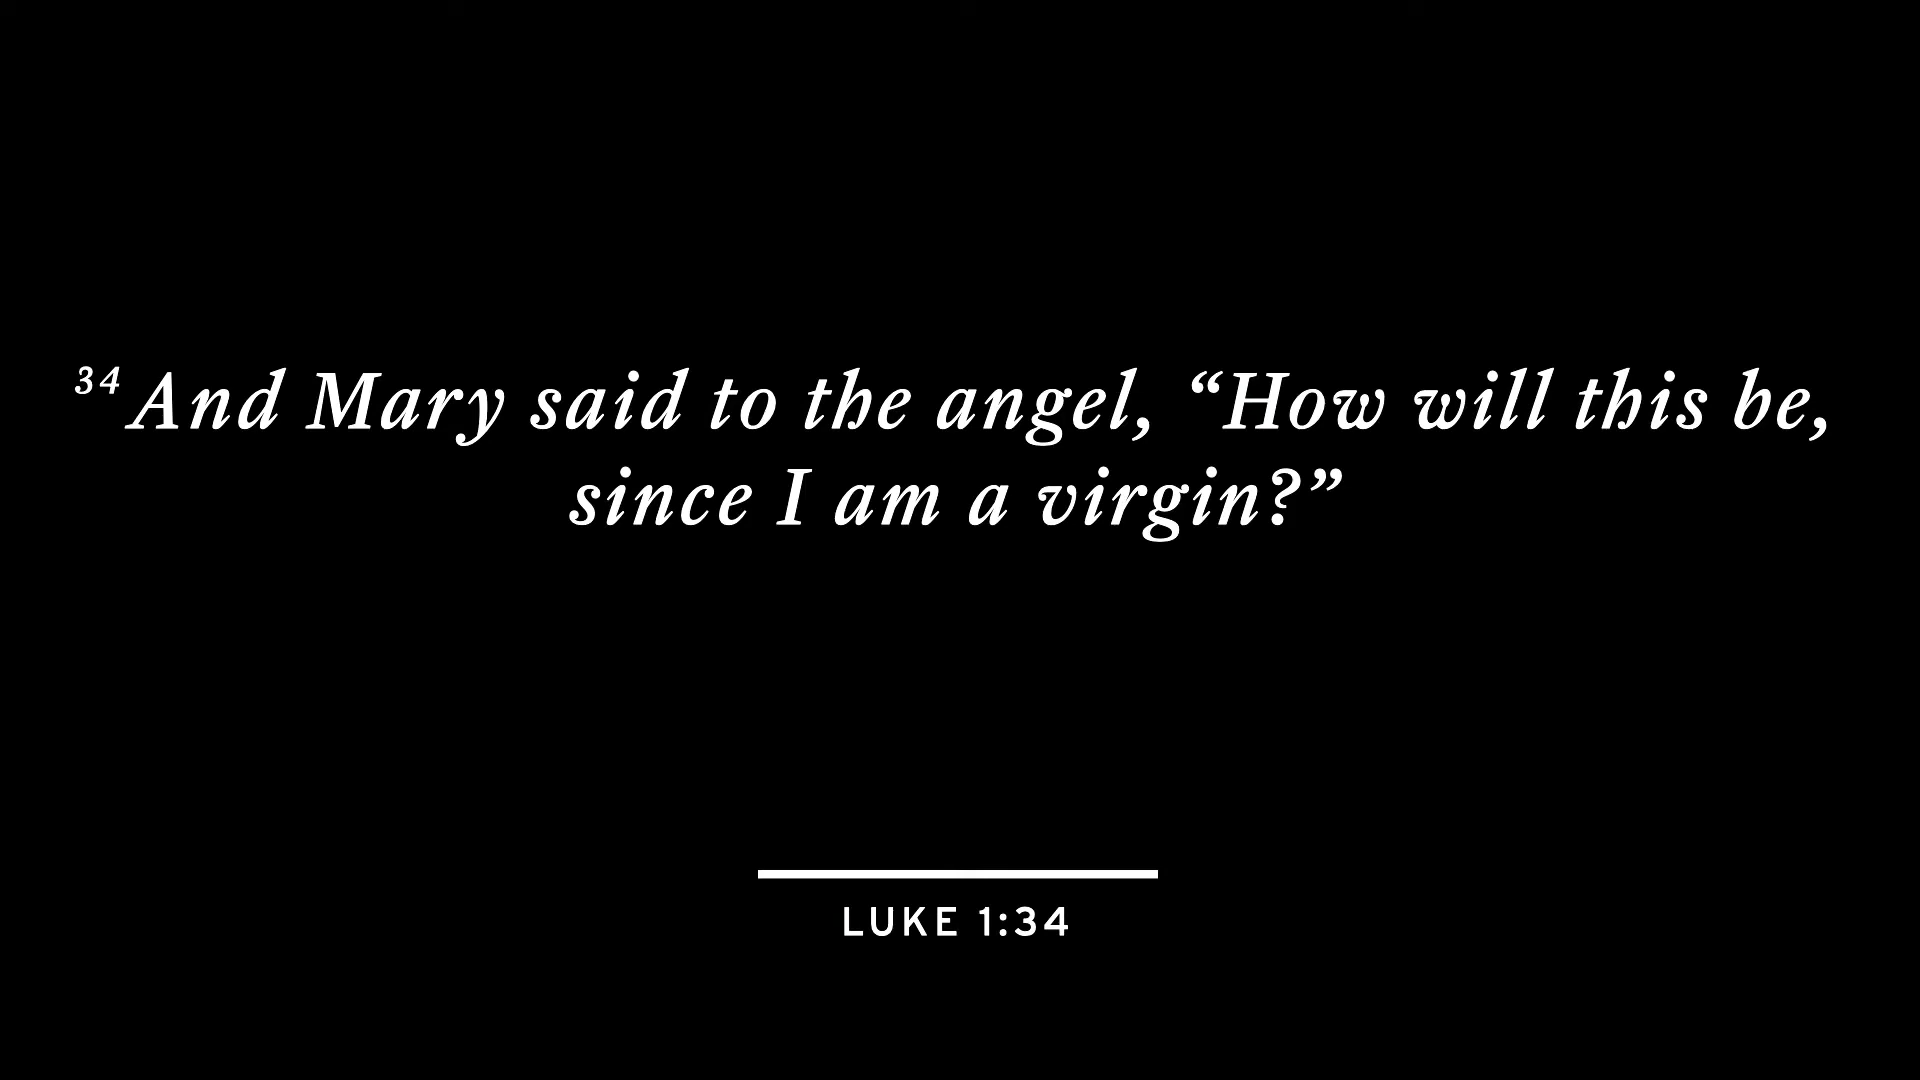 34 And Mary said to the angel, “How will this be,
since I am a virgin?”
LUKE 1:34